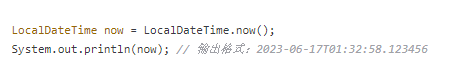 LocalDateTime now = LocalDateTime.now();
System.out.println(now); // 输出格式：2023-06-17T01:32:58.123456